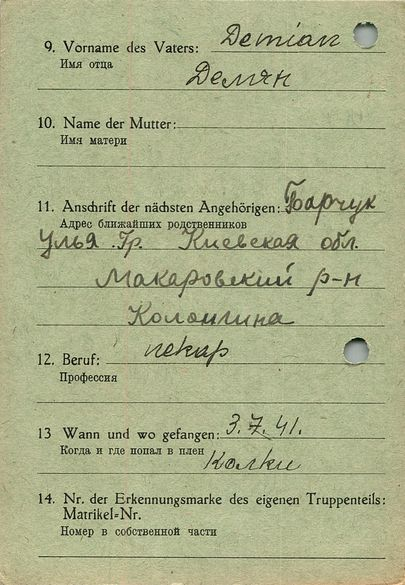 9. Vorname des Vaters: Demian
Имя отца Демян
10. Name der Mutter:
Имя матери
11. Anschrift der nächsten Angehörigen: Барчук
Адрес ближайших родственников
Улья .Гр. Киевская обл.
Макаровский р-н
Колонгина
12. Beruf: пекар
Профессия
13 Wann und wo gefangen: 3.7.41.
Когда и где попал в плен Колки
14. Nr. der Erkennungsmarke des eigenen Truppenteils:
Matrikel=Nr.
Номер в собственной части